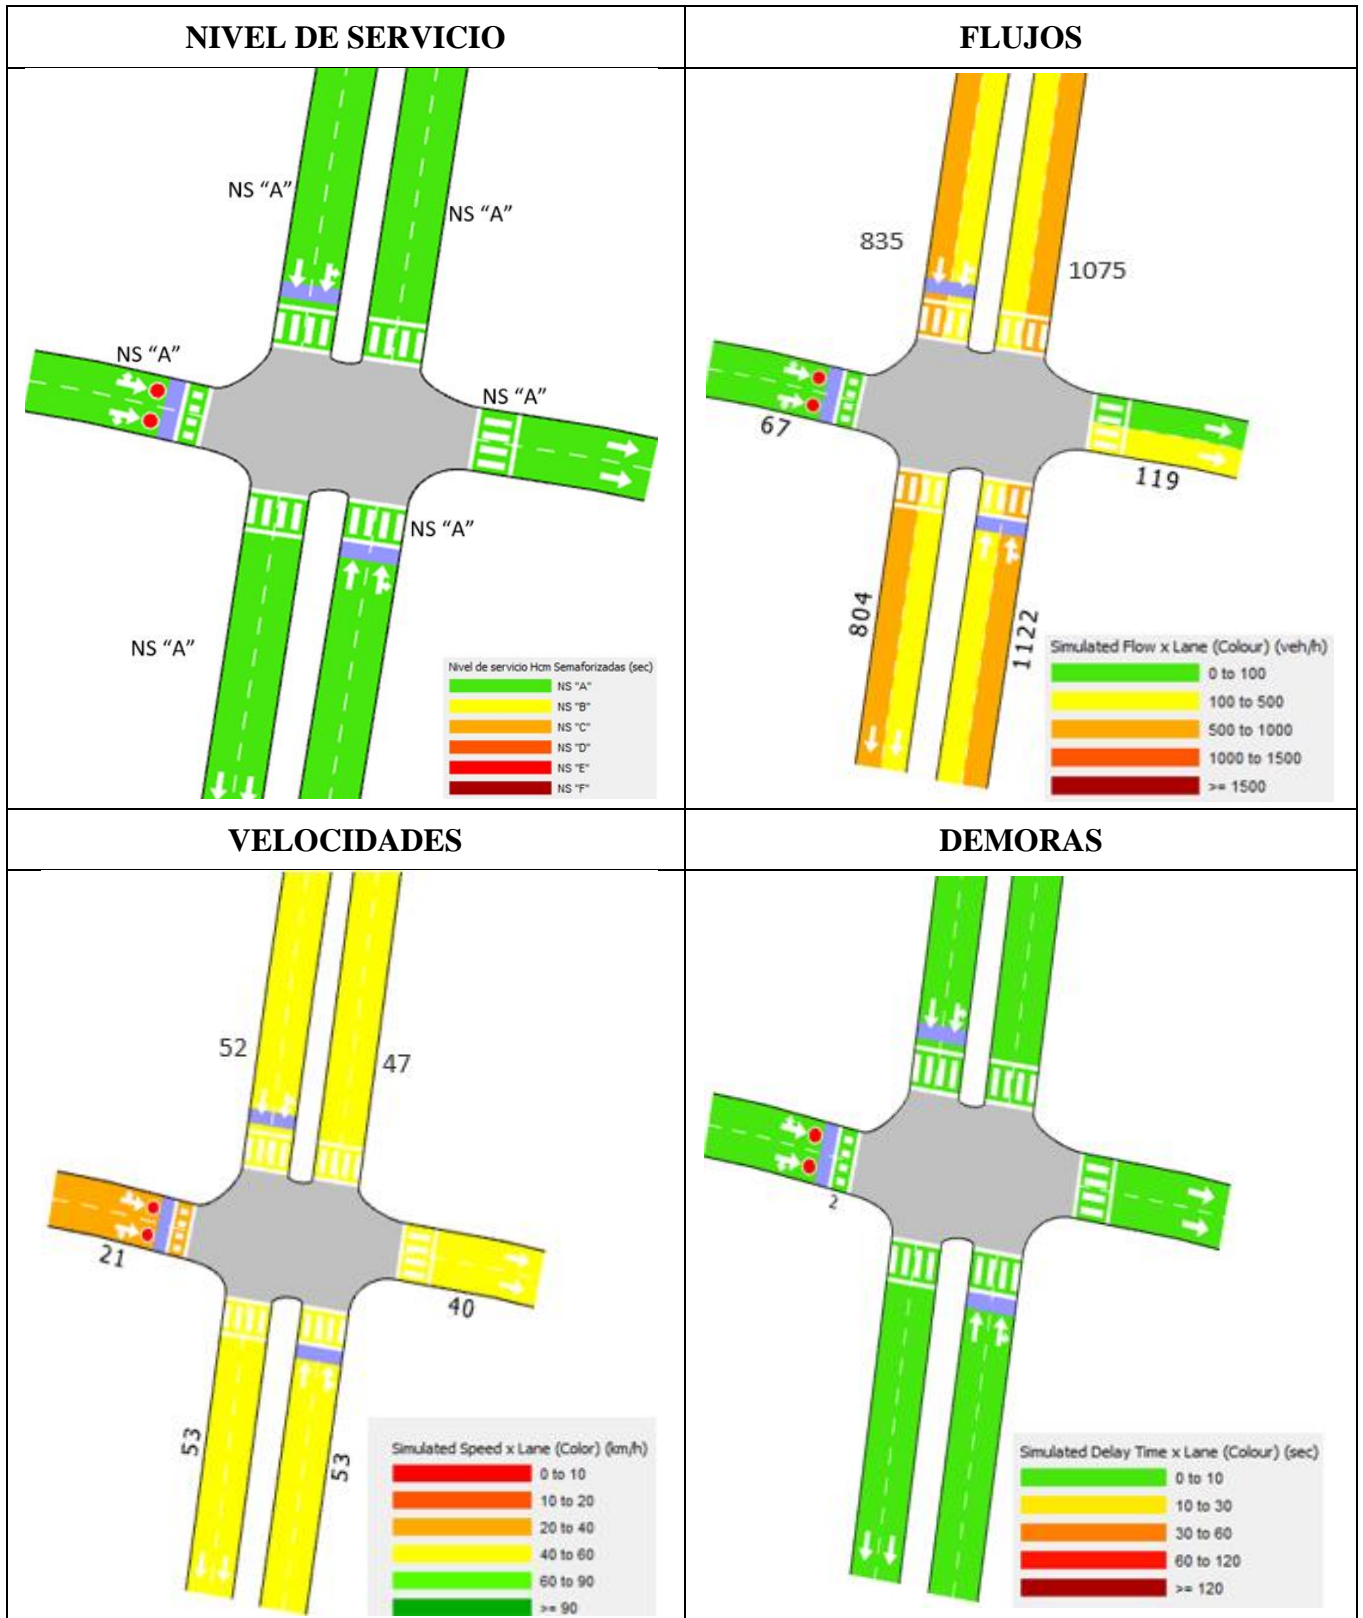 NIVEL DE SERVICIO
NS "A"
NS "A"
NS "A"
NS "A"
NS "A"
NS "A"
Nivel de servicio Hcm Semaforizadas (sec)
NS "A"
NS "B"
NS "C"
NS "D"
NS "E"
NS "F"
FLUJOS
835
1075
67
119
804
1122
Simulated Flow x Lane (Colour) (veh/h)
0 to 100
100 to 500
500 to 1000
1000 to 1500
>= 1500
VELOCIDADES
52
47
21
40
53
53
Simulated Speed x Lane (Color) (km/h)
0 to 10
10 to 20
20 to 40
40 to 60
60 to 90
>= 90
DEMORAS
2
Simulated Delay Time x Lane (Colour) (sec)
0 to 10
10 to 30
30 to 60
60 to 120
>= 120